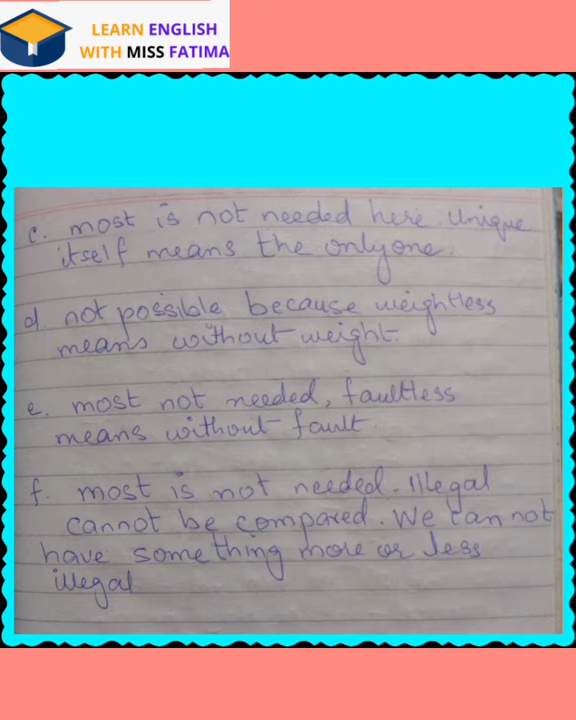 LEARN ENGLISH
WITH MISS FATIMA
c. most is not needed here. Unique
itself means the only one.
d. not possible because weightless
means without weight.
e. most not needed, faultless
means without fault.
f. most is not needed. Illegal
cannot be compared. We can not
have something more or less
illegal